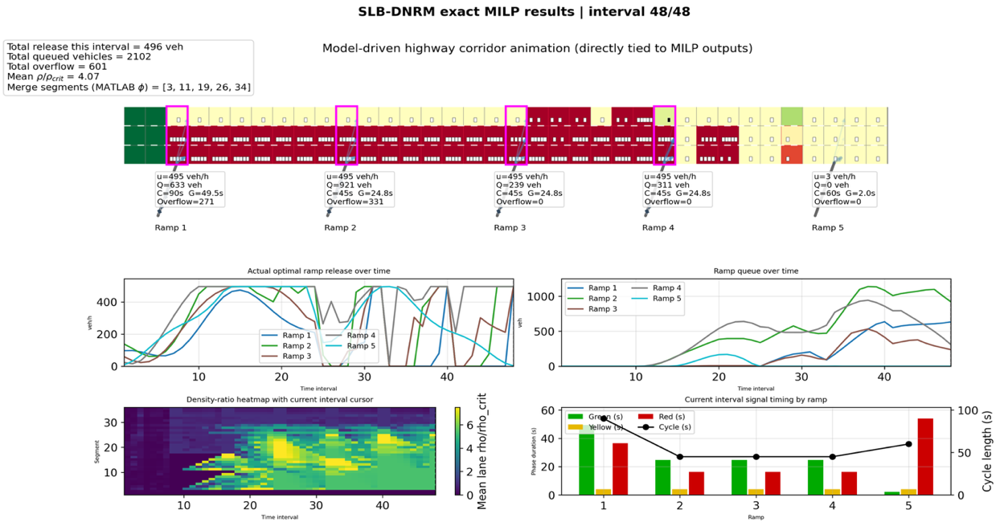 SLB-DNRM exact MILP results | interval 48/48
Model-driven highway corridor animation (directly tied to MILP outputs)
Total release this interval = 496 veh
Total queued vehicles = 2102
Total overflow = 601
Mean ρ/ρcrit = 4.07
Merge segments (MATLAB ϕ) = [3, 11, 19, 26, 34]
u=495 veh/h
Q=633 veh
C=90s G=49.5s
Overflow=271
Ramp 1
u=495 veh/h
Q=921 veh
C=45s G=24.8s
Overflow=331
Ramp 2
u=495 veh/h
Q=239 veh
C=45s G=24.8s
Overflow=0
Ramp 3
u=495 veh/h
Q=311 veh
C=45s G=24.8s
Overflow=0
Ramp 4
u=3 veh/h
Q=0 veh
C=60s G=2.0s
Overflow=0
Ramp 5
Actual optimal ramp release over time
veh/h
400
200
0
Ramp 1
Ramp 2
Ramp 3
Ramp 4
Ramp 5
10 20 30 40
Time interval
Ramp queue over time
veh
1000
500
0
Ramp 1
Ramp 2
Ramp 3
Ramp 4
Ramp 5
10 20 30 40
Time interval
Density-ratio heatmap with current interval cursor
Segment
30
20
10
10 20 30 40
Time interval
6
4
2
0
Mean lane rho/rho_crit
Current interval signal timing by ramp
Phase duration (s)
60
40
20
0
Green (s)
Yellow (s)
Red (s)
Cycle (s)
1 2 3 4 5
Ramp
100
50
0
Cycle length (s)